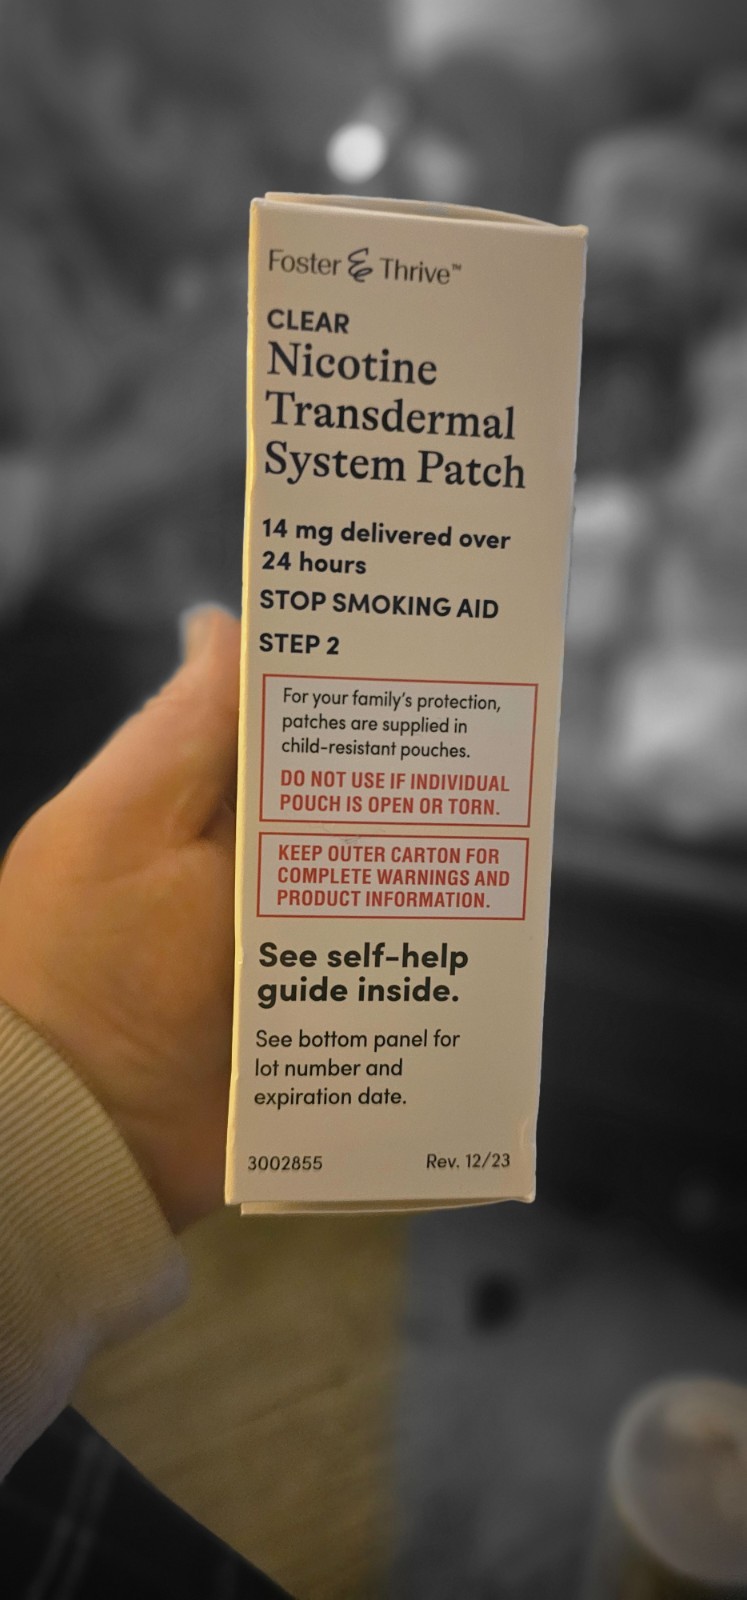 Foster & Thrive™
CLEAR
Nicotine
Transdermal
System Patch
14 mg delivered over
24 hours
STOP SMOKING AID
STEP 2
For your family's protection,
patches are supplied in
child-resistant pouches.
DO NOT USE IF INDIVIDUAL
POUCH IS OPEN OR TORN.
KEEP OUTER CARTON FOR
COMPLETE WARNINGS AND
PRODUCT INFORMATION.
See self-help
guide inside.
See bottom panel for
lot number and
expiration date.
3002855 Rev. 12/23